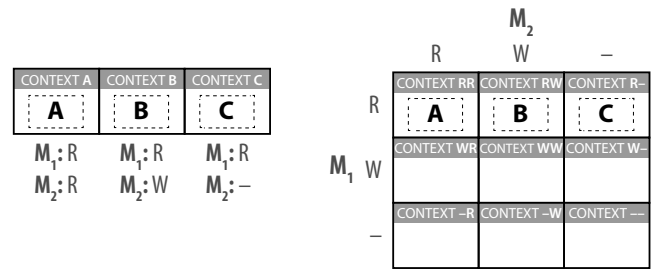 M2
R W –
CONTEXT A CONTEXT B CONTEXT C
A B C
M1: R M1: R M1: R
M2: R M2: W M2: –
CONTEXT RR CONTEXT RW CONTEXT R–
R A B C
CONTEXT WR CONTEXT WW CONTEXT W–
M1 W
CONTEXT –R CONTEXT –W CONTEXT ––
–